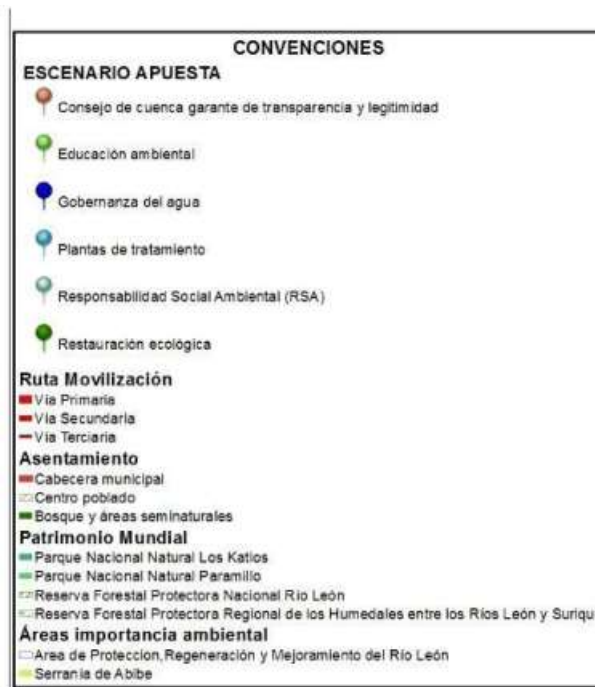 CONVENCIONES
ESCENARIO APUESTA
Consejo de cuenca garante de transparencia y legitimidad
Educación ambiental
Gobernanza del agua
Plantas de tratamiento
Responsabilidad Social Ambiental (RSA)
Restauración ecológica
Ruta Movilización
Vía Primaria
Vía Secundaria
Vía Terciaria
Asentamiento
Cabecera municipal
Centro poblado
Bosque y áreas seminaturales
Patrimonio Mundial
Parque Nacional Natural Los Katios
Parque Nacional Natural Paramillo
Reserva Forestal Protectora Nacional Río León
Reserva Forestal Protectora Regional de los Humedales entre los Ríos León y Suriqu
Áreas importancia ambiental
Area de Proteccion,Regeneración y Mejoramiento del Río León
Serranía de Abibe